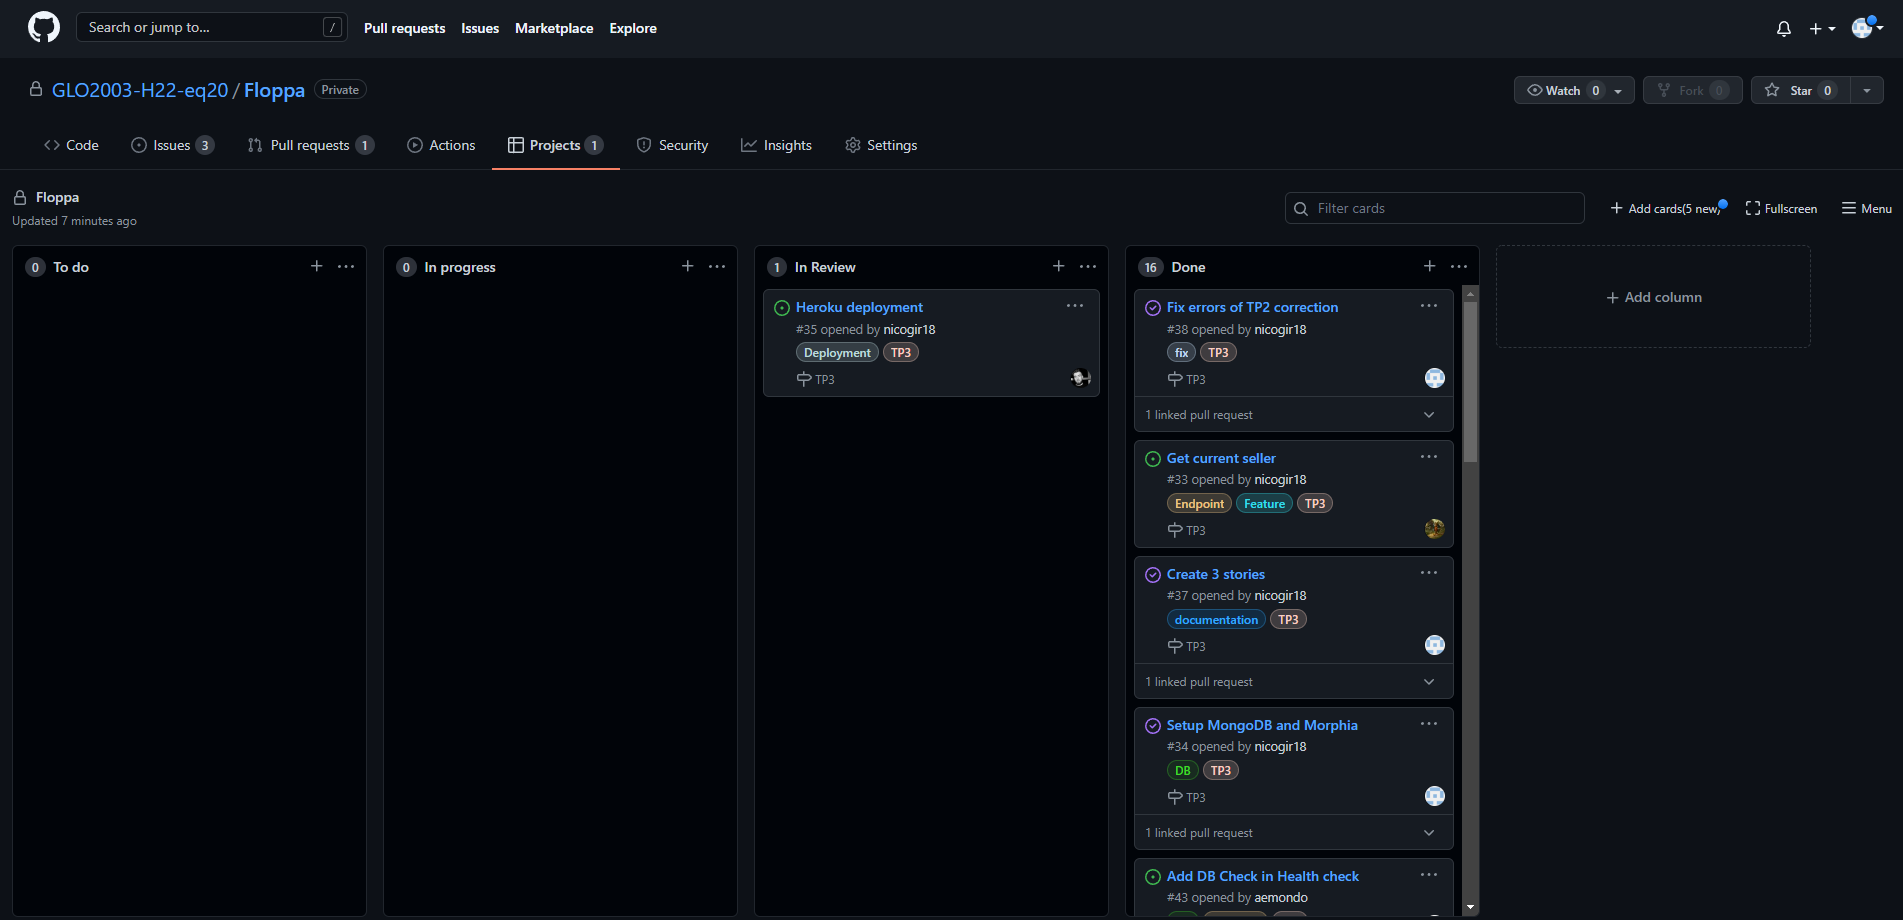 Search or jump to... / Pull requests Issues Marketplace Explore
GLO2003-H22-eq20 / Floppa Private Watch 0 Fork 0 Star 0
Code Issues 3 Pull requests 1 Actions Projects 1 Security Insights Settings
Floppa
Updated 7 minutes ago
Filter cards + Add cards(5 new) Fullscreen Menu
0 To do
0 In progress
1 In Review
Heroku deployment
#35 opened by nicogir18
Deployment TP3
TP3
16 Done
Fix errors of TP2 correction
#38 opened by nicogir18
fix TP3
TP3
1 linked pull request
Get current seller
#33 opened by nicogir18
Endpoint Feature TP3
TP3
Create 3 stories
#37 opened by nicogir18
documentation TP3
TP3
1 linked pull request
Setup MongoDB and Morphia
#34 opened by nicogir18
DB TP3
TP3
1 linked pull request
Add DB Check in Health check
#43 opened by aemondo
+ Add column